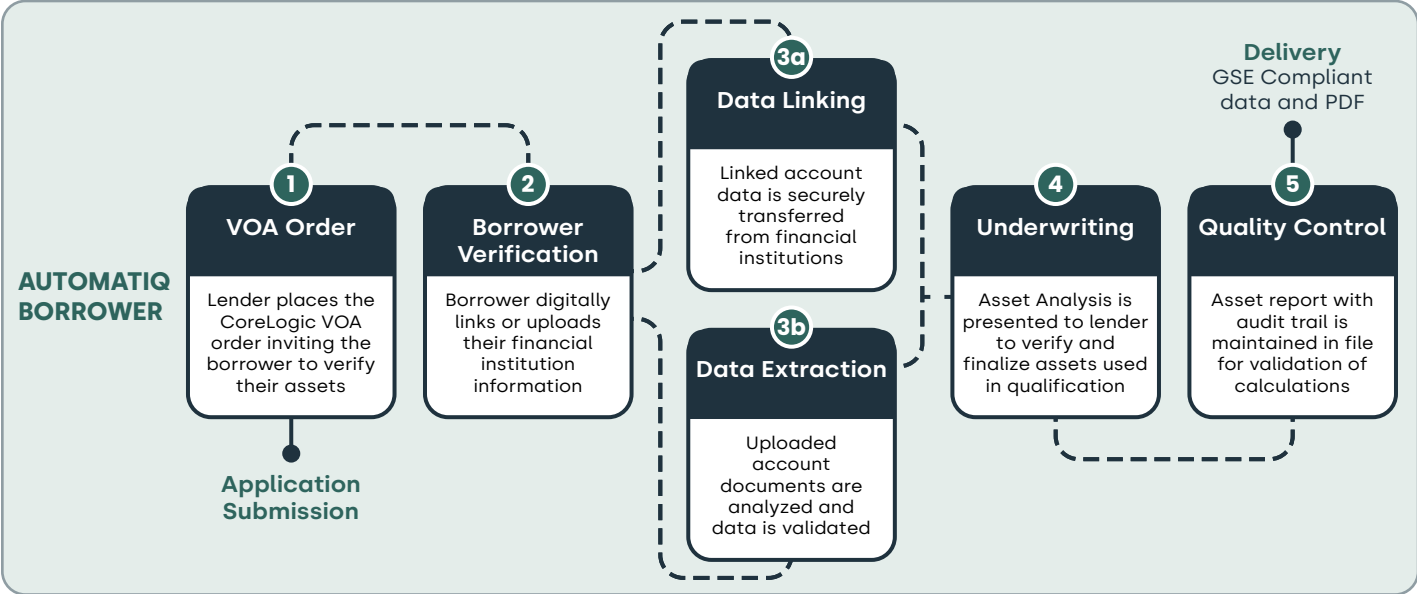 AUTOMATIQ
BORROWER
1
VOA Order
Lender places the
CoreLogic VOA
order inviting the
borrower to verify
their assets
Application
Submission
2
Borrower
Verification
Borrower digitally
links or uploads
their financial
institution
information
3a
Data Linking
Linked account
data is securely
transferred
from financial
institutions
3b
Data Extraction
Uploaded
account
documents are
analyzed and
data is validated
4
Underwriting
Asset Analysis is
presented to lender
to verify and
finalize assets used
in qualification
5
Quality Control
Asset report with
audit trail is
maintained in file
for validation of
calculations
Delivery
GSE Compliant
data and PDF